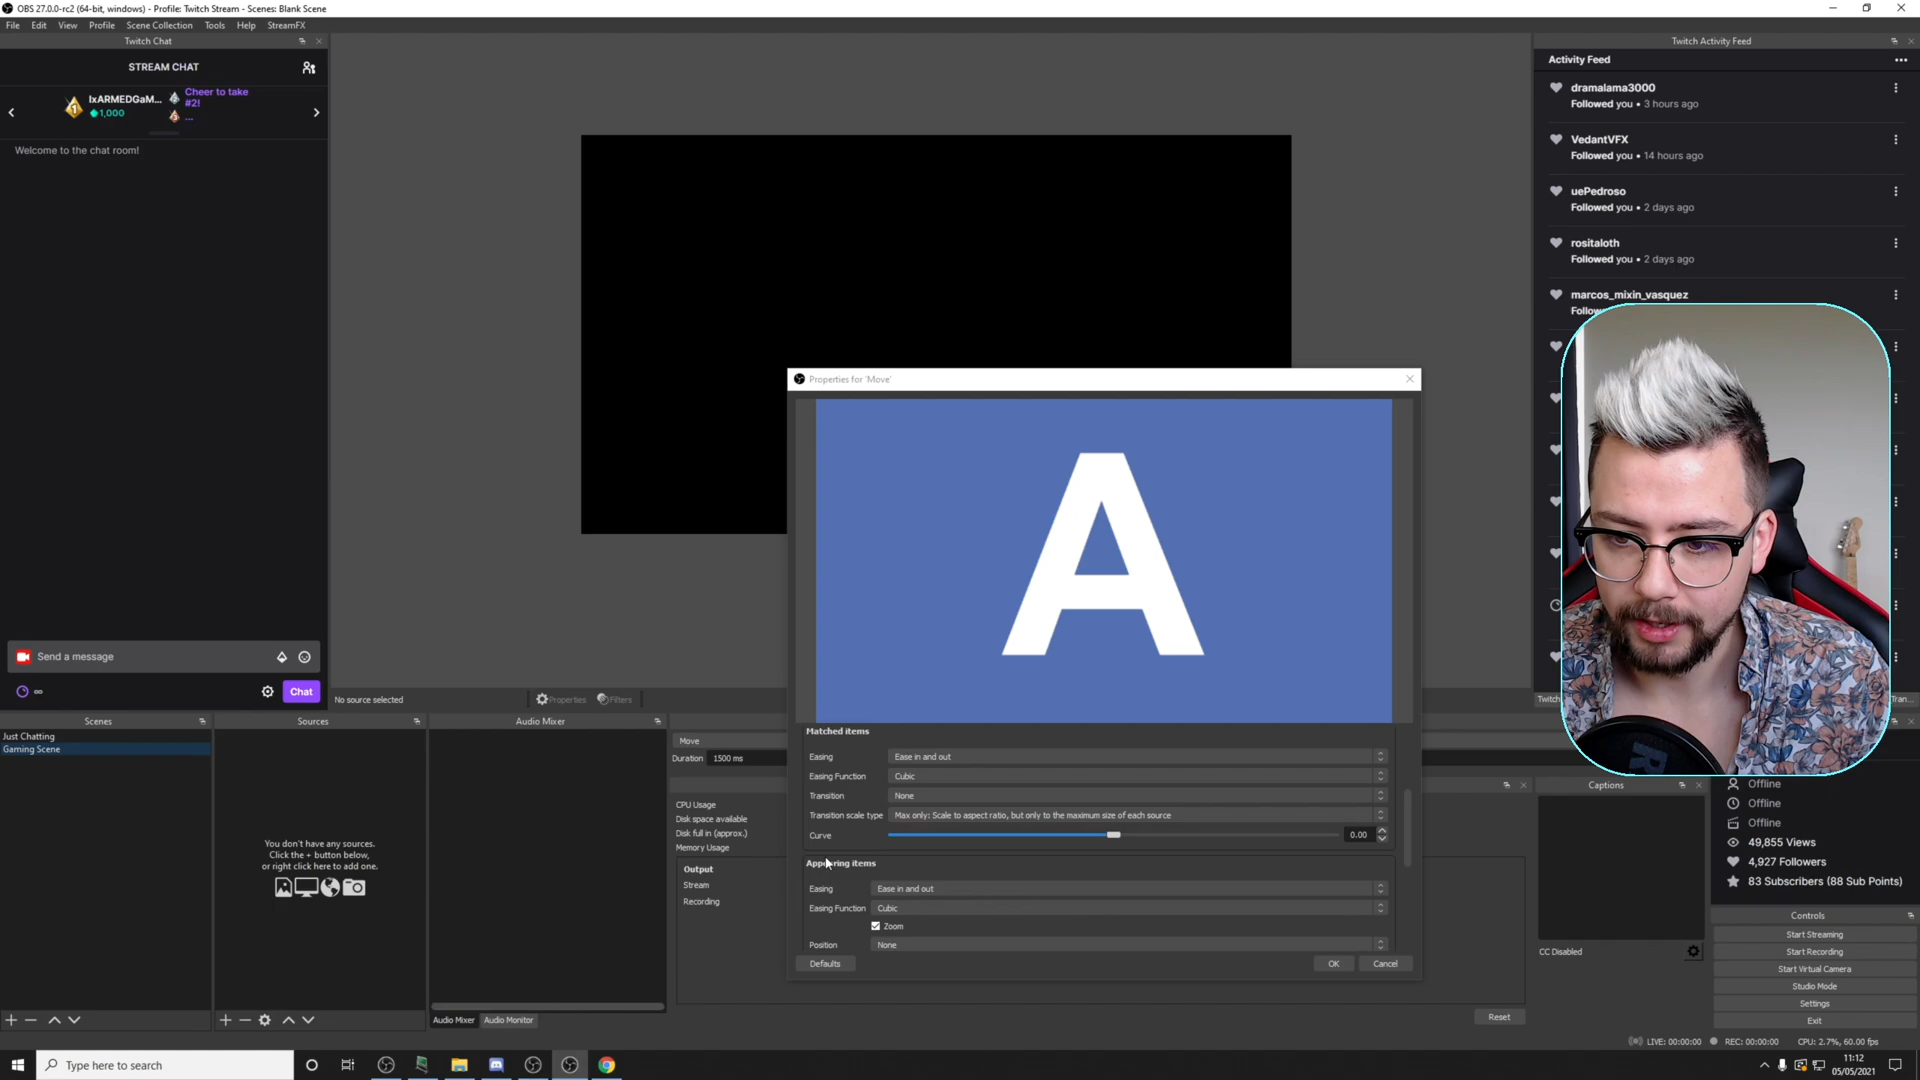 OBS 27.0.0-rc2 (64-bit, windows) - Profile: Twitch Stream - Scenes: Blank Scene
File Edit View Profile Scene Collection Tools Help StreamFX
Twitch Chat
STREAM CHAT
1
IxARMEDGaM...
1,000
Cheer to take
#2!
...
Welcome to the chat room!
Send a message
Chat
Twitch Activity Feed
Activity Feed
dramalama3000
Followed you • 3 hours ago
VedantVFX
Followed you • 14 hours ago
uePedroso
Followed you • 2 days ago
rositaloth
Followed you • 2 days ago
marcos_mixin_vasquez
Properties for 'Move'
A
Matched items
Easing Ease in and out
Easing Function Cubic
Transition None
Transition scale type Max only: Scale to aspect ratio, but only to the maximum size of each source
Curve 0.00
Appearing items
Easing Ease in and out
Easing Function Cubic
Zoom
Position None
Defaults OK Cancel
No source selected
Properties Filters
Scenes
Just Chatting
Gaming Scene
Sources
You don't have any sources.
Click the + button below,
or right click here to add one.
Audio Mixer
Audio Mixer Audio Monitor
Move
Duration 1500 ms
CPU Usage
Disk space available
Disk full in (approx.)
Memory Usage
Output
Stream
Recording
Reset
Twitch
Tran...
Captions
CC Disabled
Offline
Offline
Offline
49,855 Views
4,927 Followers
83 Subscribers (88 Sub Points)
Controls
Start Streaming
Start Recording
Start Virtual Camera
Studio Mode
Settings
Exit
LIVE: 00:00:00 REC: 00:00:00 CPU: 2.7%, 60.00 fps
Type here to search
11:12
05/05/2021